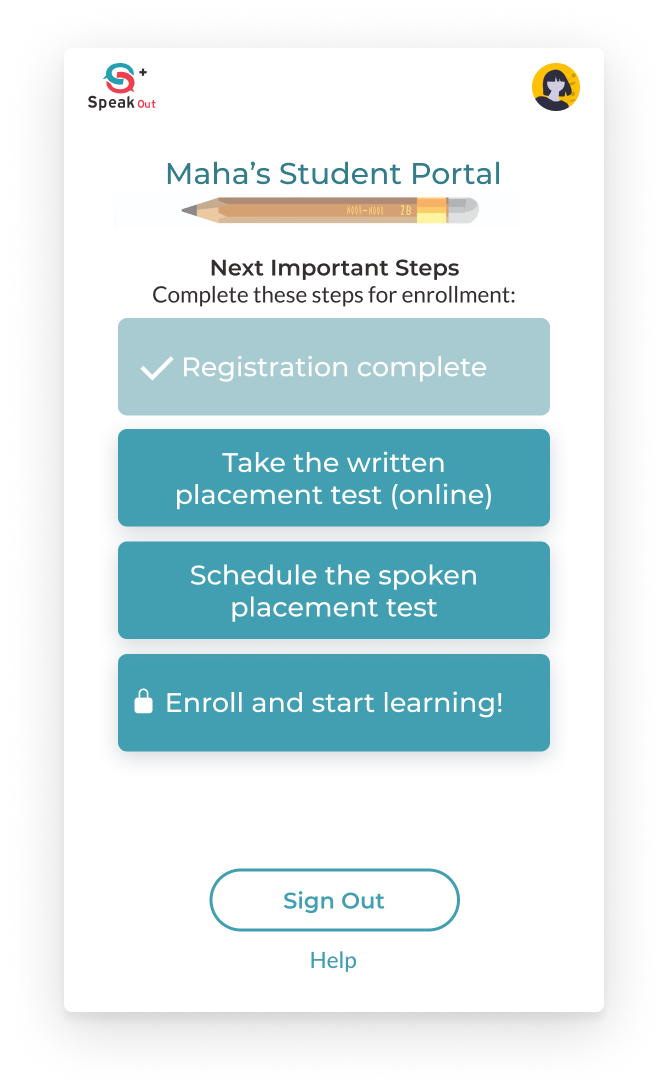 +
Speak Out
Maha’s Student Portal
2B
Next Important Steps
Complete these steps for enrollment:
Registration complete
Take the written
placement test (online)
Schedule the spoken
placement test
Enroll and start learning!
Sign Out
Help